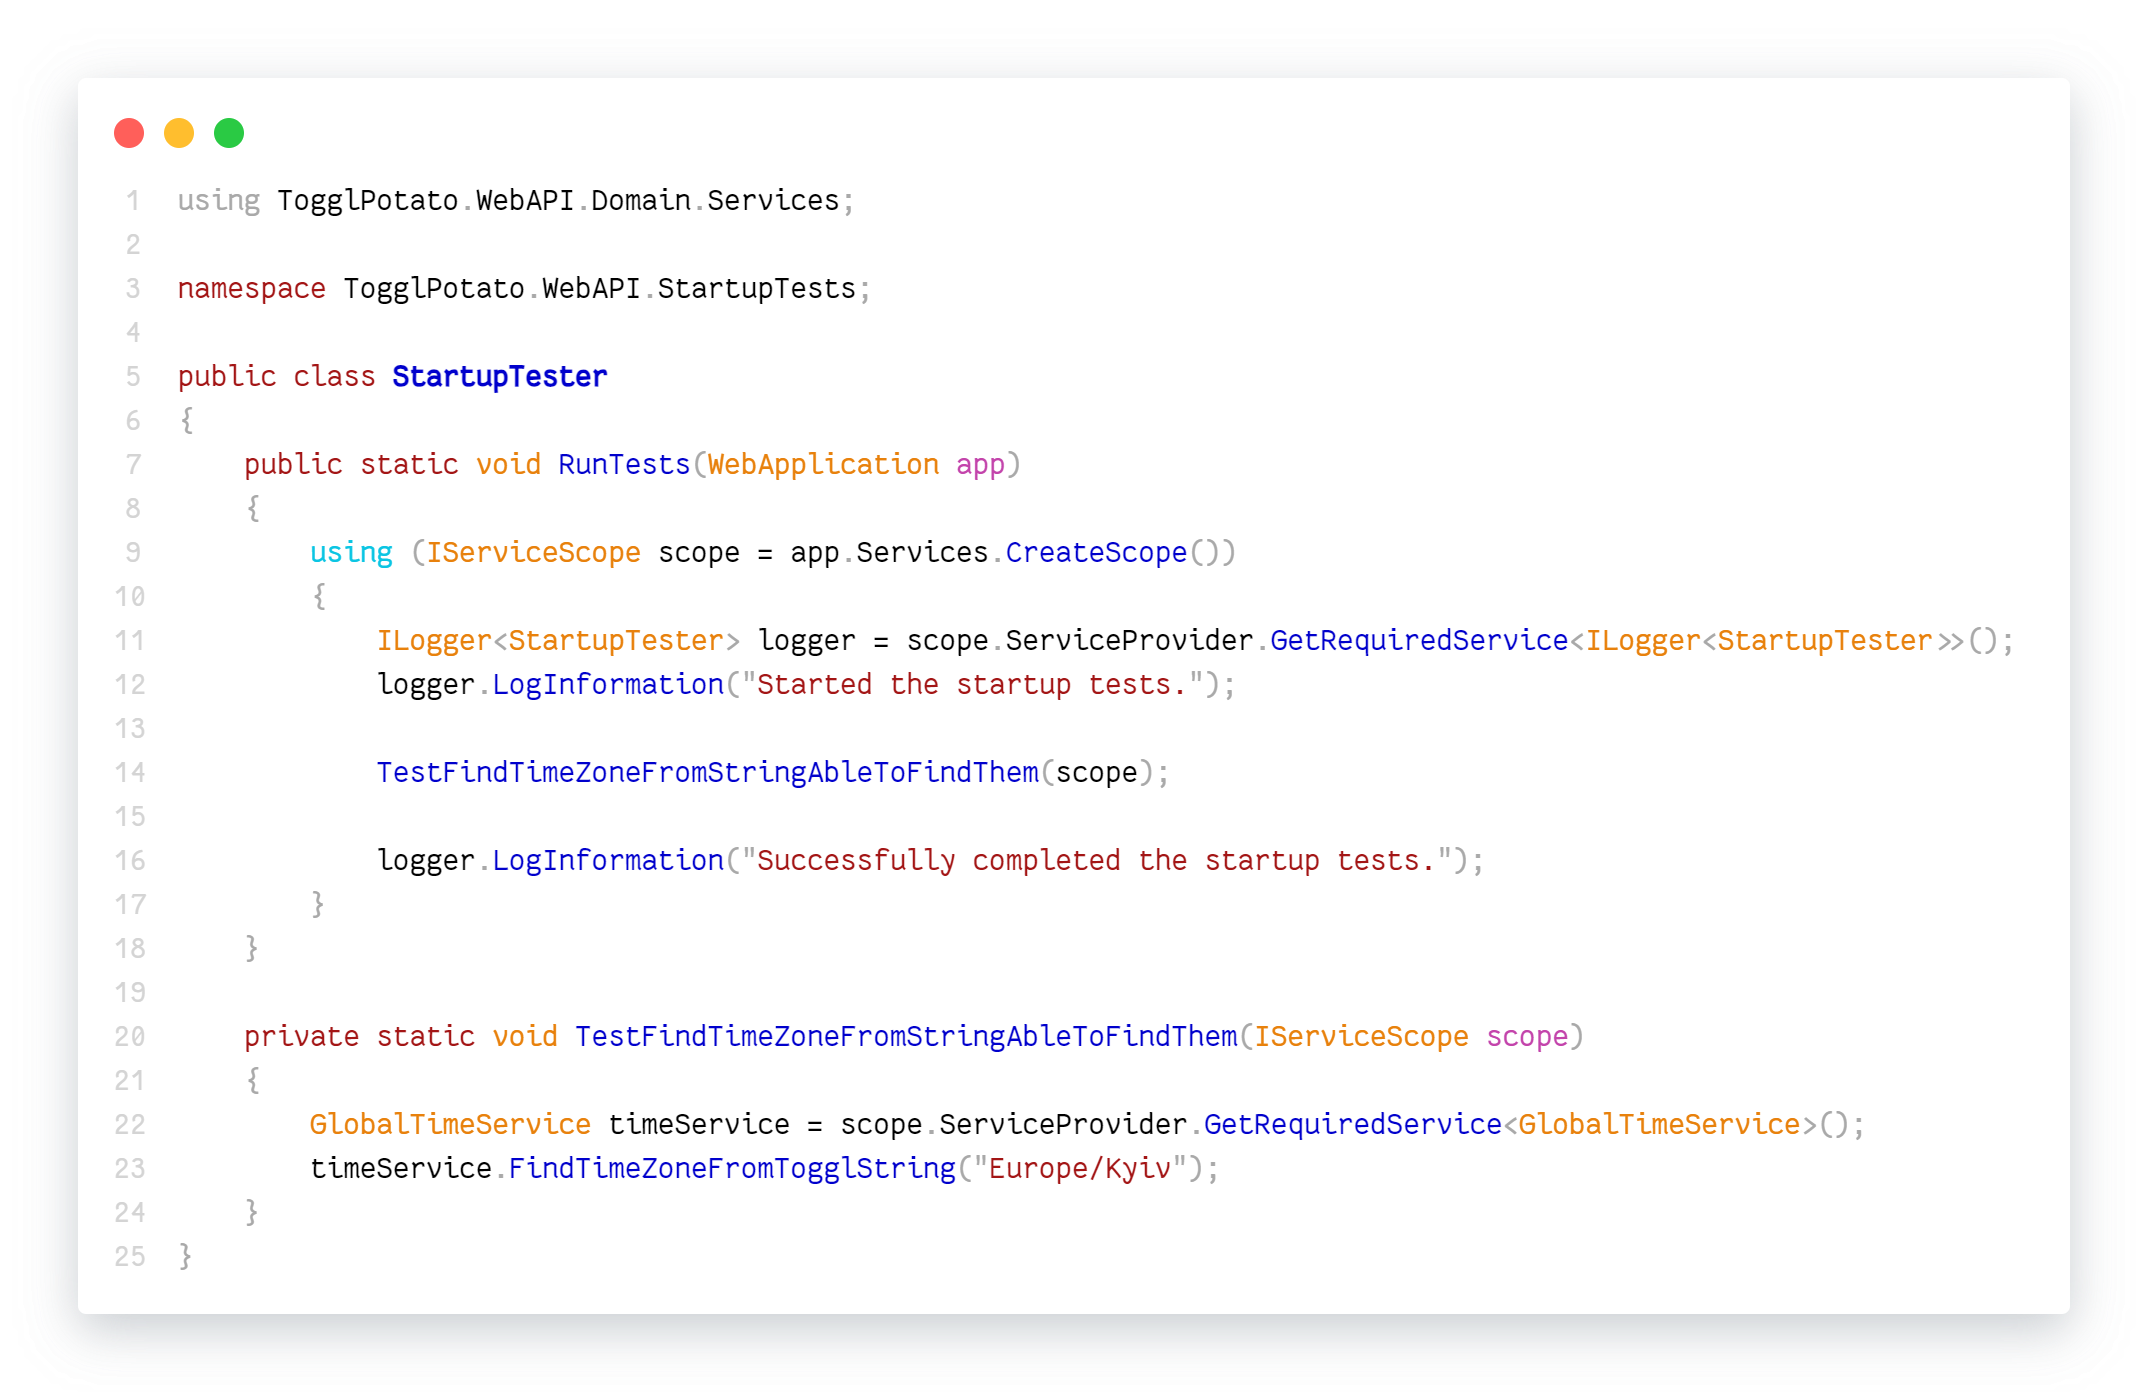 1 using TogglPotato.WebAPI.Domain.Services;
2
3 namespace TogglPotato.WebAPI.StartupTests;
4
5 public class StartupTester
6 {
7     public static void RunTests(WebApplication app)
8     {
9         using (IServiceScope scope = app.Services.CreateScope())
10         {
11             ILogger<StartupTester> logger = scope.ServiceProvider.GetRequiredService<ILogger<StartupTester>>();
12             logger.LogInformation("Started the startup tests.");
13
14             TestFindTimeZoneFromStringAbleToFindThem(scope);
15
16             logger.LogInformation("Successfully completed the startup tests.");
17         }
18     }
19
20     private static void TestFindTimeZoneFromStringAbleToFindThem(IServiceScope scope)
21     {
22         GlobalTimeService timeService = scope.ServiceProvider.GetRequiredService<GlobalTimeService>();
23         timeService.FindTimeZoneFromTogglString("Europe/Kyiv");
24     }
25 }